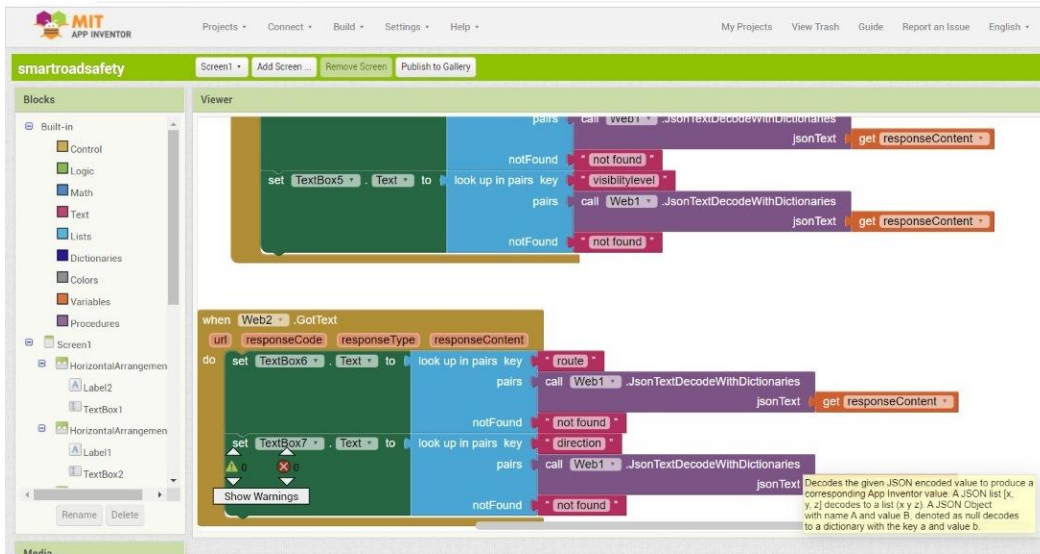 MIT
APP INVENTOR
Projects Connect Build Settings Help My Projects View Trash Guide Report an Issue English
smartroadsafety
Screen1 Add Screen ... Remove Screen Publish to Gallery
Blocks
Viewer
Built-in
Control
Logic
Math
Text
Lists
Dictionaries
Colors
Variables
Procedures
Screen1
HorizontalArrangemen
Label2
TextBox1
HorizontalArrangemen
Label1
TextBox2
Rename Delete
Media
pairs call Web1 .JsonTextDecodeWithDictionaries
jsonText get responseContent
notFound " not found "
set TextBox5 . Text to look up in pairs key " visiblitylevel "
pairs call Web1 .JsonTextDecodeWithDictionaries
jsonText get responseContent
notFound " not found "
when Web2 .GotText
url responseCode responseType responseContent
do set TextBox6 . Text to look up in pairs key " route "
pairs call Web1 .JsonTextDecodeWithDictionaries
jsonText get responseContent
notFound " not found "
set TextBox7 . Text to look up in pairs key " direction "
pairs call Web1 .JsonTextDecodeWithDictionaries
jsonText
notFound " not found "
0 0
Show Warnings
Decodes the given JSON encoded value to produce a
corresponding App Inventor value. A JSON list [x,
y, z] decodes to a list (x y z). A JSON Object
with name A and value B, denoted as null decodes
to a dictionary with the key a and value b.